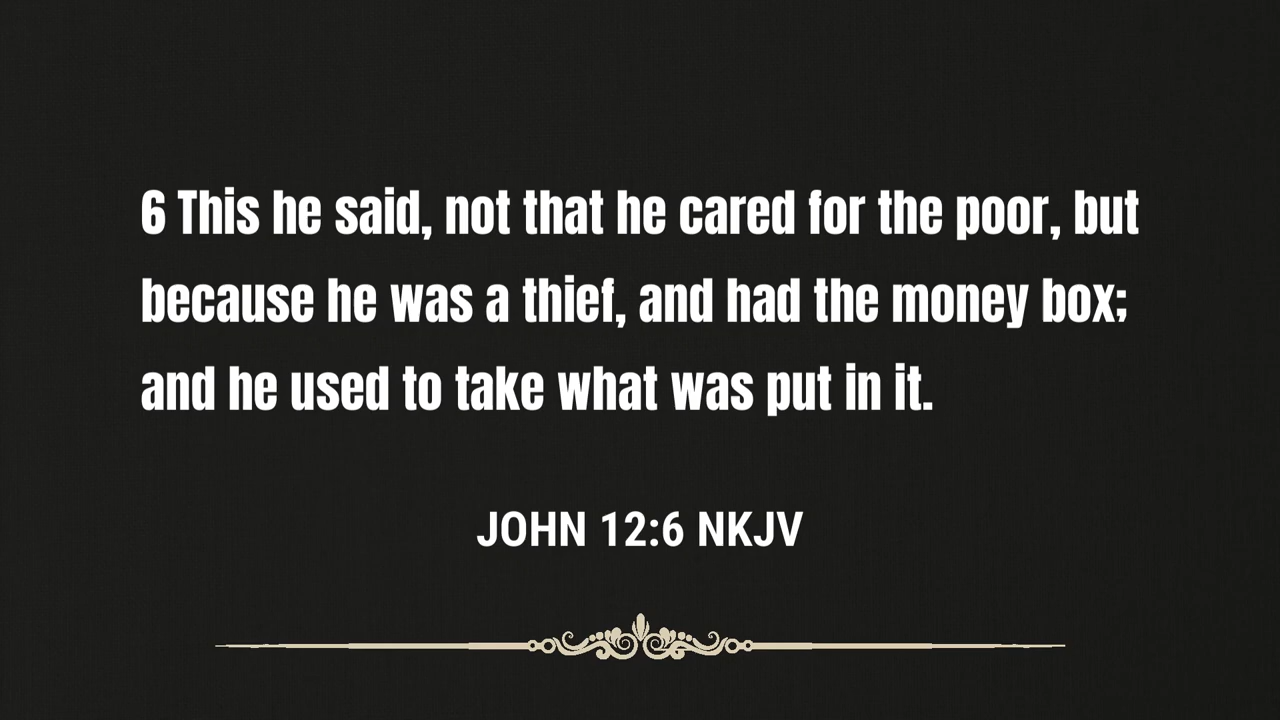 6 This he said, not that he cared for the poor, but
because he was a thief, and had the money box;
and he used to take what was put in it.
JOHN 12:6 NKJV